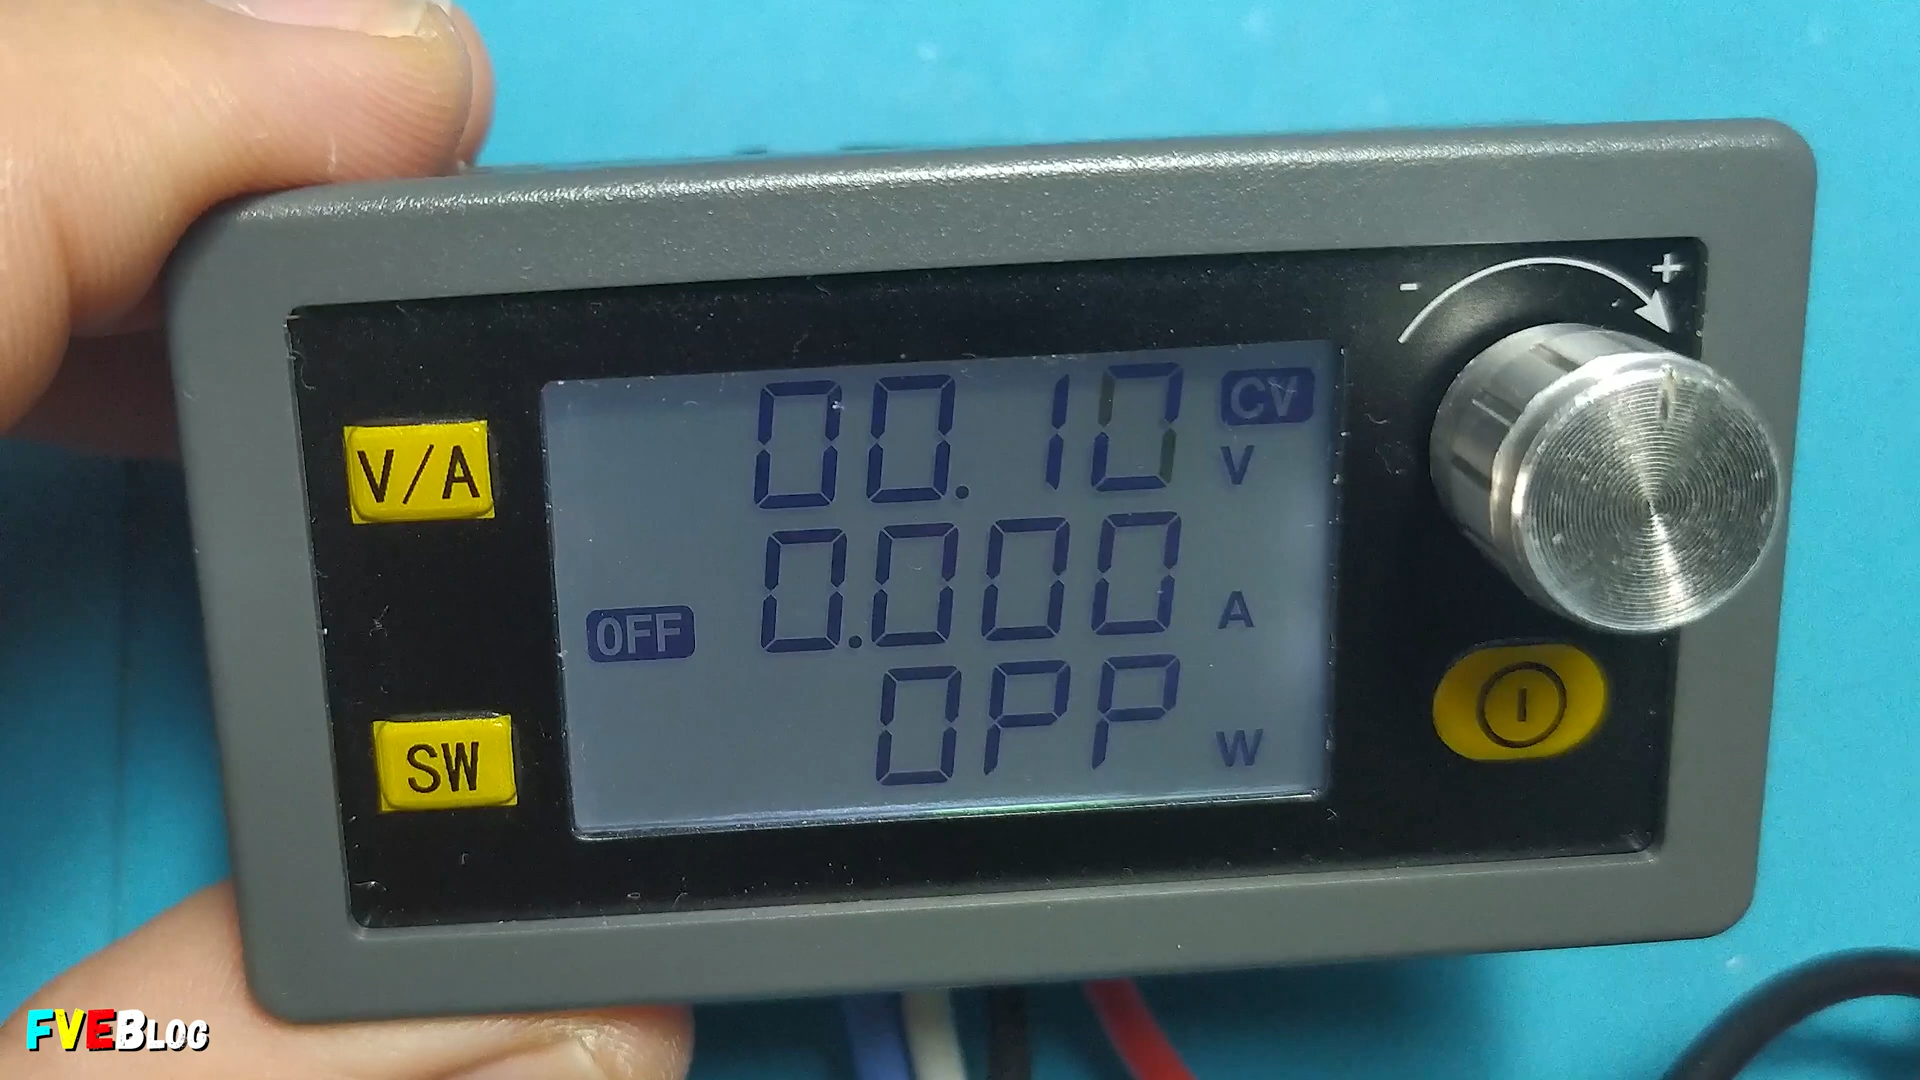 - +
V/A
00.10 CV V
OFF 0.000 A
SW
OPP W
FVEBLOG